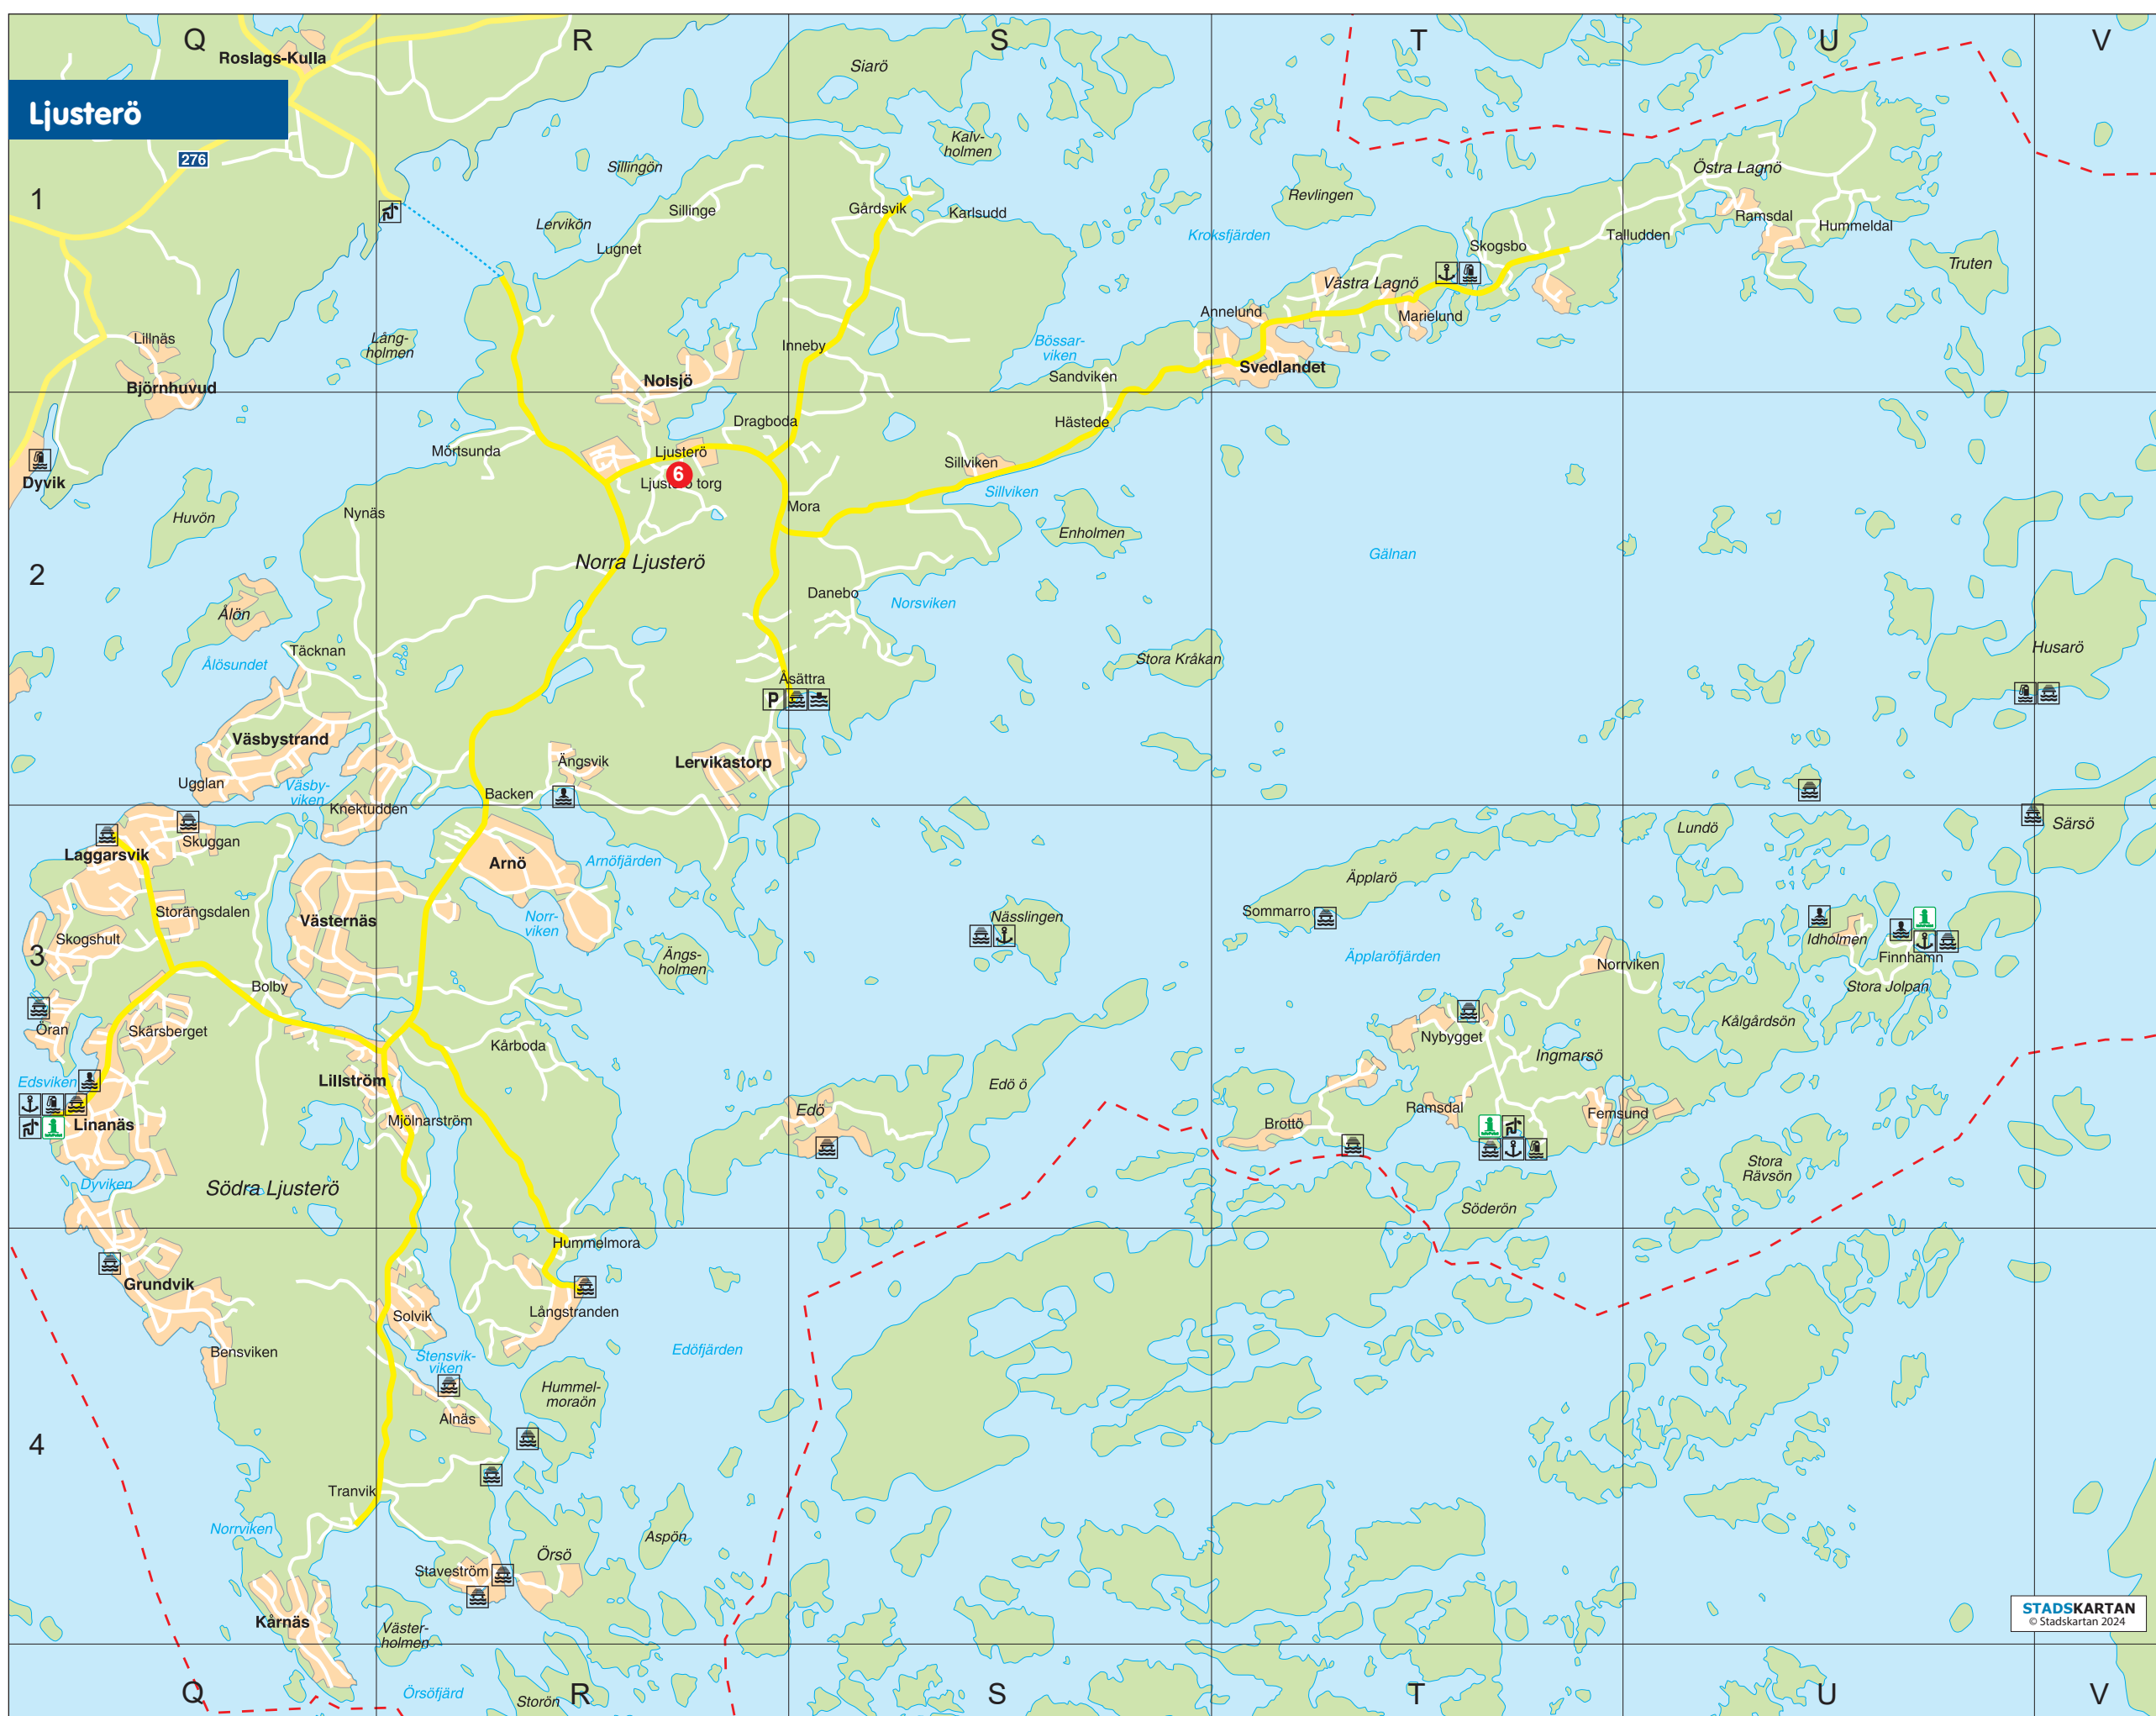 Q
R
S
T
U
V
Roslags-Kulla
Siarö
Ljusterö
Kalv-
holmen
276
Sillingön
Östra Lagnö
1
Revlingen
Sillinge
Gårdsvik
Karlsudd
Ramsdal
Lervikön
Hummeldal
Kroksfjärden
Talludden
Lugnet
Skogsbo
Truten
Västra Lagnö
Annelund
Marielund
Lillnäs
Lång-
holmen
Inneby
Bössar-
viken
Svedlandet
Sandviken
Nolsjö
Björnhuvud
Dragboda
Hästede
Mörtsunda
Ljusterö
6
Sillviken
Dyvik
Ljusterö torg
Sillviken
Mora
Nynäs
Huvön
Enholmen
Gälnan
Norra Ljusterö
2
Danebo
Norsviken
Ålön
Täcknan
Husarö
Stora Kråkan
Ålösundet
Åsättra
P
Väsbystrand
Ängsvik
Lervikastorp
Ugglan
Väsby-
viken
Backen
Knektudden
Särsö
Lundö
Skuggan
Laggarsvik
Arnö
Arnöfjärden
Äpplarö
Storängsdalen
Sommarro
Västernäs
Norr-
viken
Nässlingen
Skogshult
Idholmen
3
Ängs-
holmen
Äpplaröfjärden
Finnhamn
Norrviken
Bolby
Stora Jolpan
Öran
Skärsberget
Kålgårdsön
Nybygget
Kårboda
Ingmarsö
Edsviken
Lillström
Edö ö
Edö
Ramsdal
Femsund
Mjölnarström
Brottö
Linanäs
Stora
Rävsön
Dyviken
Södra Ljusterö
Söderön
Hummelmora
Grundvik
Långstranden
Solvik
Bensviken
Edöfjärden
Stensvik-
viken
Hummel-
moraön
Alnäs
4
Tranvik
Norrviken
Aspön
Örsö
Staveström
Kårnäs
Väster-
holmen
STADSKARTAN
© Stadskartan 2024
Örsöfjärd
Storön
Q
R
S
T
U
V